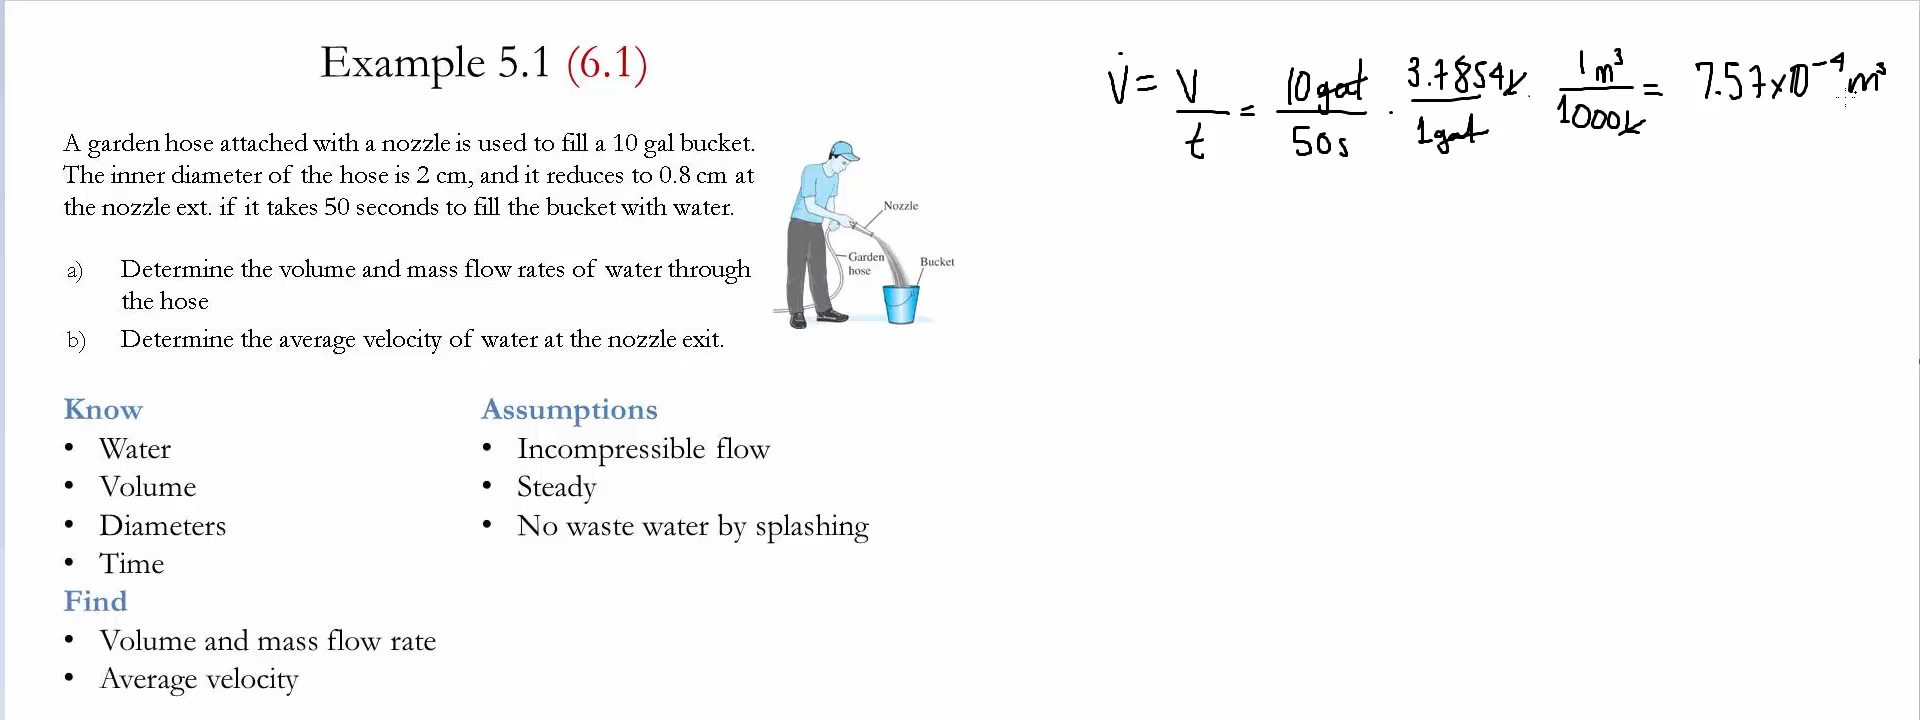 Example 5.1 (6.1)
A garden hose attached with a nozzle is used to fill a 10 gal bucket.
The inner diameter of the hose is 2 cm, and it reduces to 0.8 cm at
the nozzle ext. if it takes 50 seconds to fill the bucket with water.
a) Determine the volume and mass flow rates of water through
the hose
b) Determine the average velocity of water at the nozzle exit.
Nozzle
Garden
hose
Bucket
Know
• Water
• Volume
• Diameters
• Time
Find
• Volume and mass flow rate
• Average velocity
Assumptions
• Incompressible flow
• Steady
• No waste water by splashing
V̇ = V/t = 10 gal/50 s · 3.7854 L/1 gal · 1 m³/1000 L = 7.57 x 10⁻⁴ m³